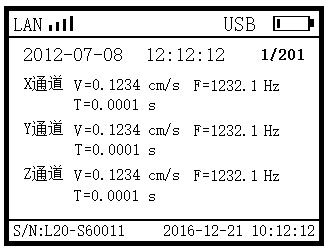 LAN USB
2012-07-08 12:12:12 1/201
X通道 V=0.1234 cm/s F=1232.1 Hz
T=0.0001 s
Y通道 V=0.1234 cm/s F=1232.1 Hz
T=0.0001 s
Z通道 V=0.1234 cm/s F=1232.1 Hz
T=0.0001 s
S/N:L20-S60011 2016-12-21 10:12:12